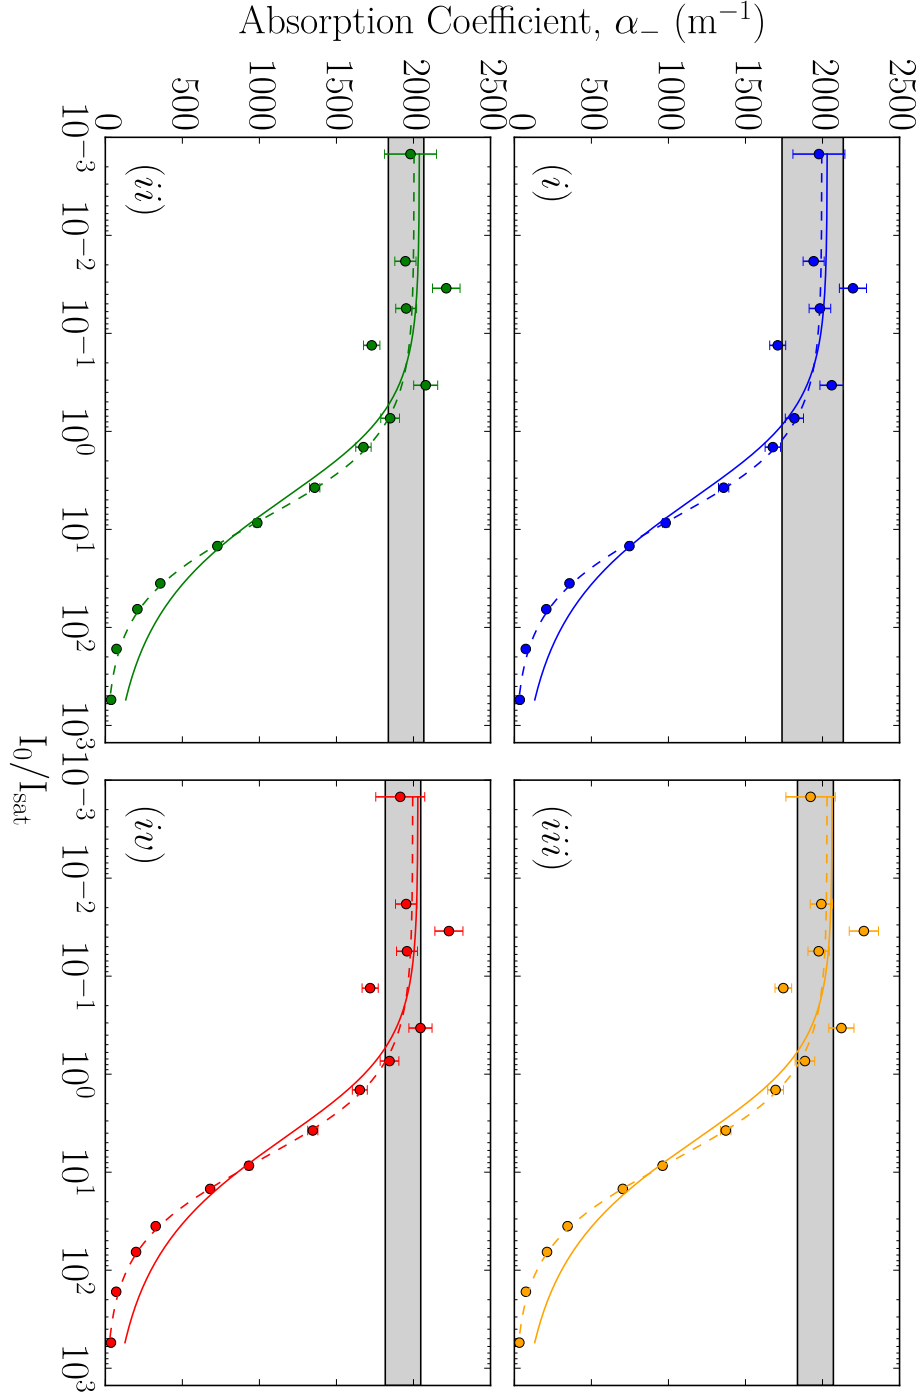 Absorption Coefficient, α₋ (m⁻¹)
0 500 1000 1500 2000 2500
0 500 1000 1500 2000 2500
(i)
(ii)
(iii)
(iv)
10⁻³ 10⁻² 10⁻¹ 10⁰ 10¹ 10² 10³
10⁻³ 10⁻² 10⁻¹ 10⁰ 10¹ 10² 10³
I₀/I_sat